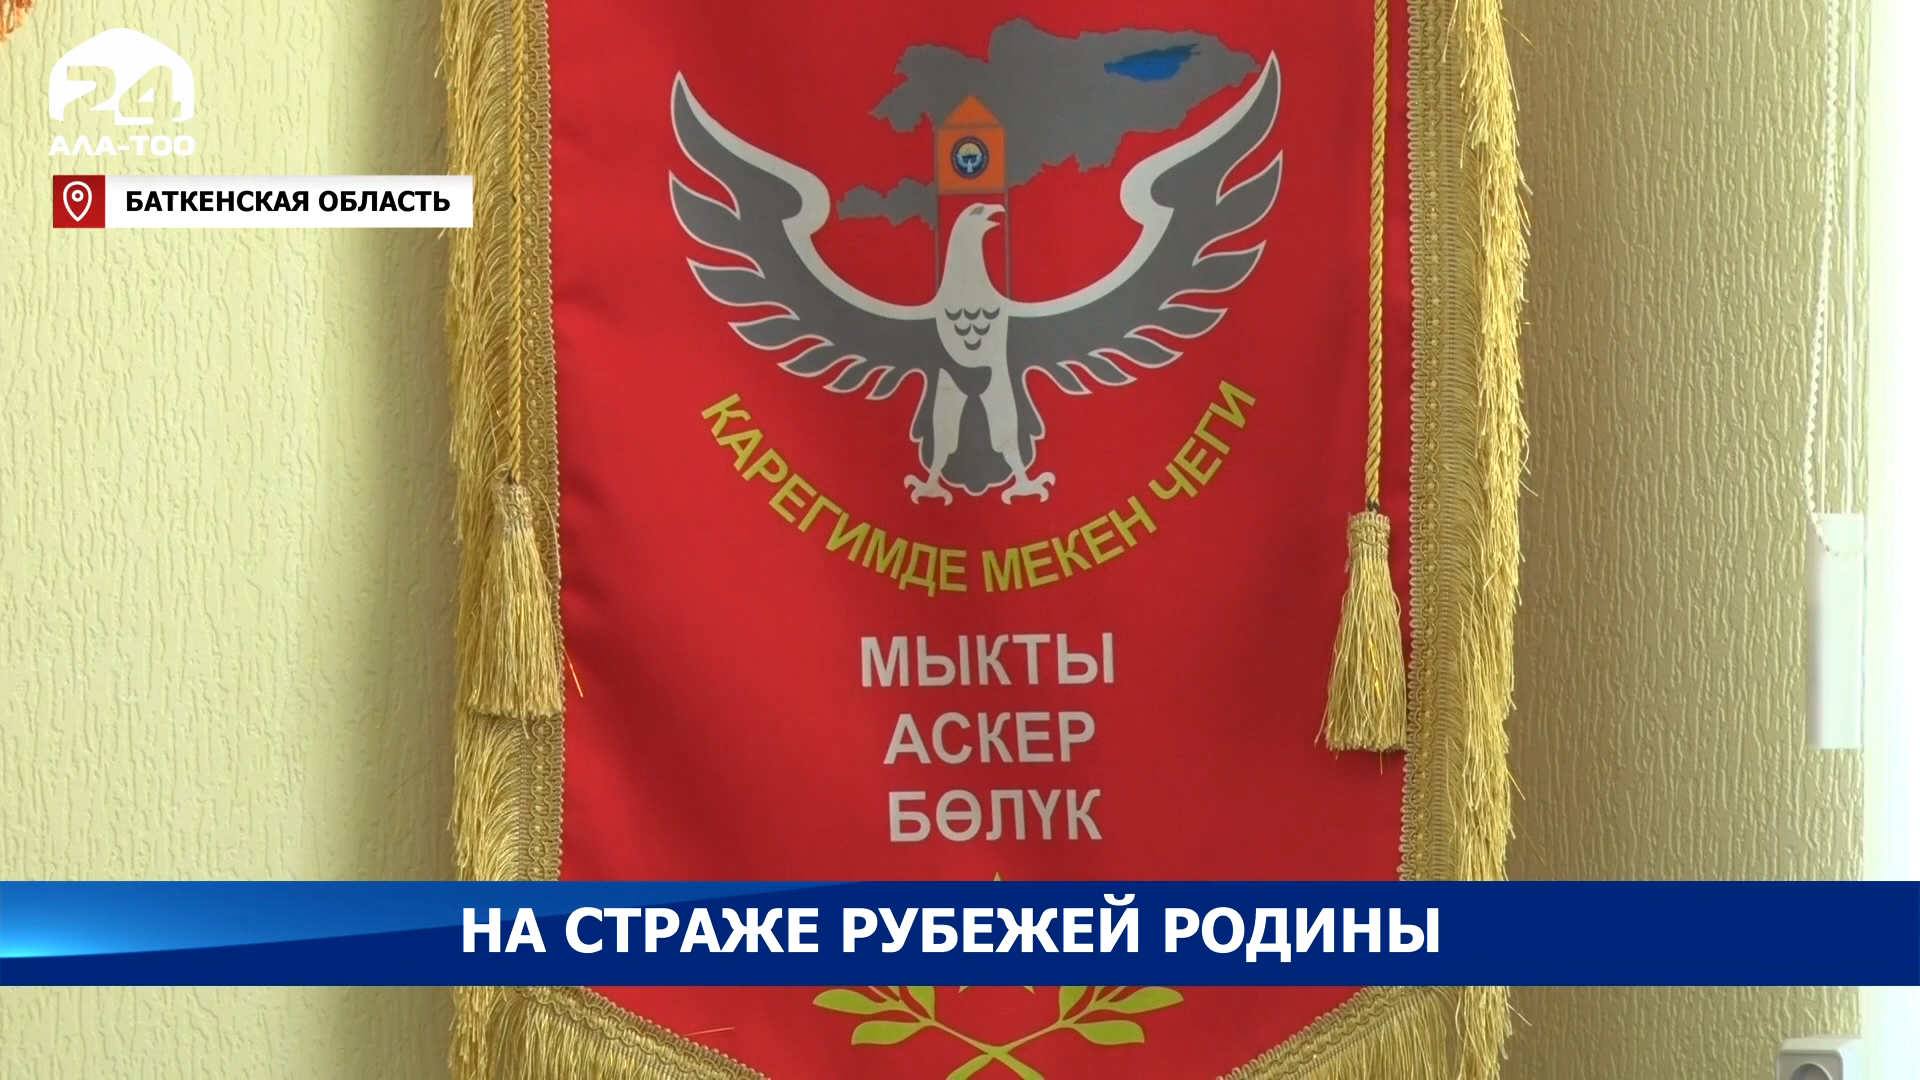 24
АЛА-ТОО
БАТКЕНСКАЯ ОБЛАСТЬ
КАРЕГИМДЕ МЕКЕН ЧЕГИ
МЫКТЫ
АСКЕР
БӨЛҮК
НА СТРАЖЕ РУБЕЖЕЙ РОДИНЫ